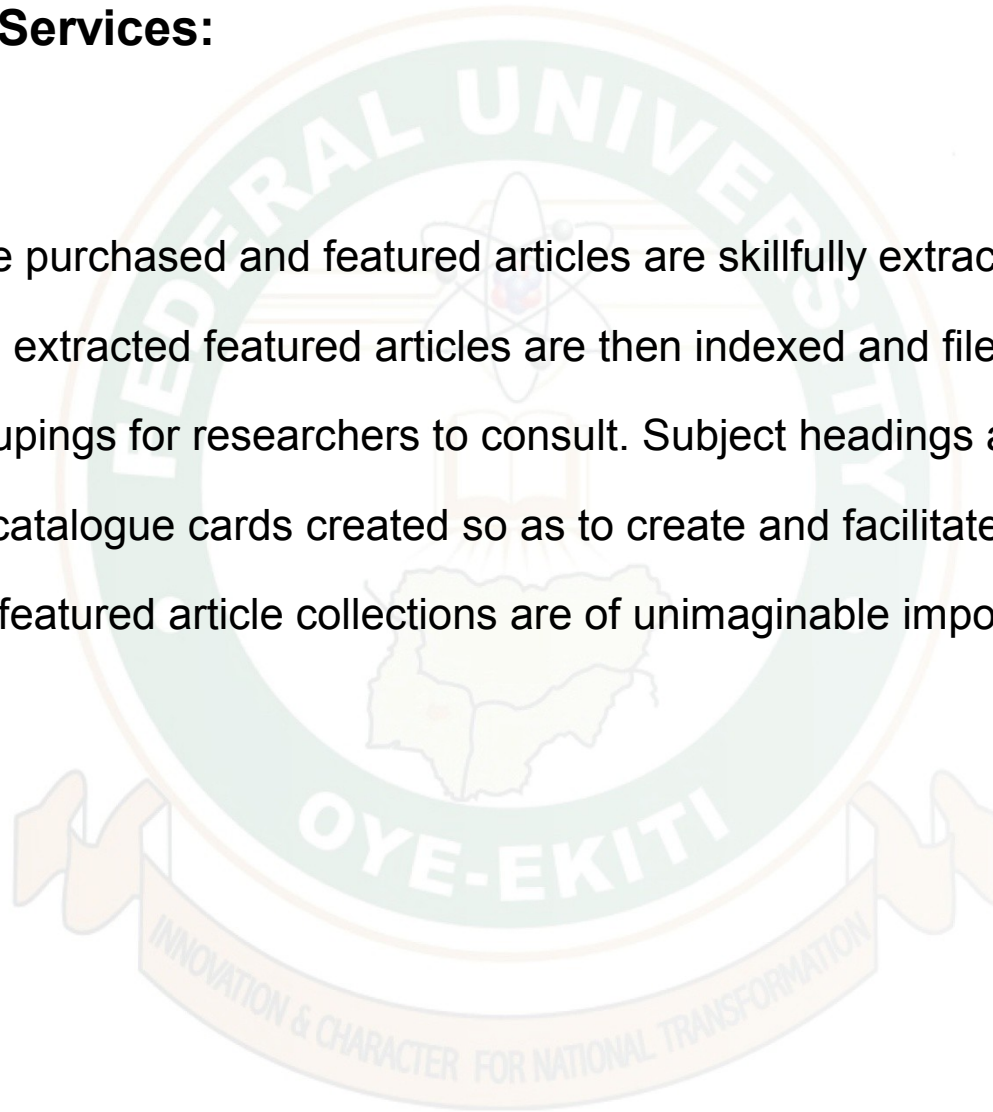 Services:
FEDERAL UNIVERSITY
e purchased and featured articles are skillfully extrac
extracted featured articles are then indexed and file
upings for researchers to consult. Subject headings a
catalogue cards created so as to create and facilitate
featured article collections are of unimaginable impo
OYE-EKITI
INNOVATION & CHARACTER FOR NATIONAL TRANSFORMATION